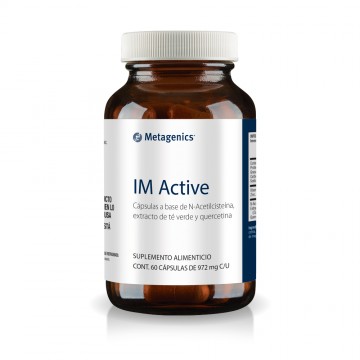 Metagenics®
IM Active
Cápsulas a base de N-Acetilcisteína,
extracto de té verde y quercetina
SUPLEMENTO ALIMENTICIO
CONT. 60 CÁPSULAS DE 972 mg C/U